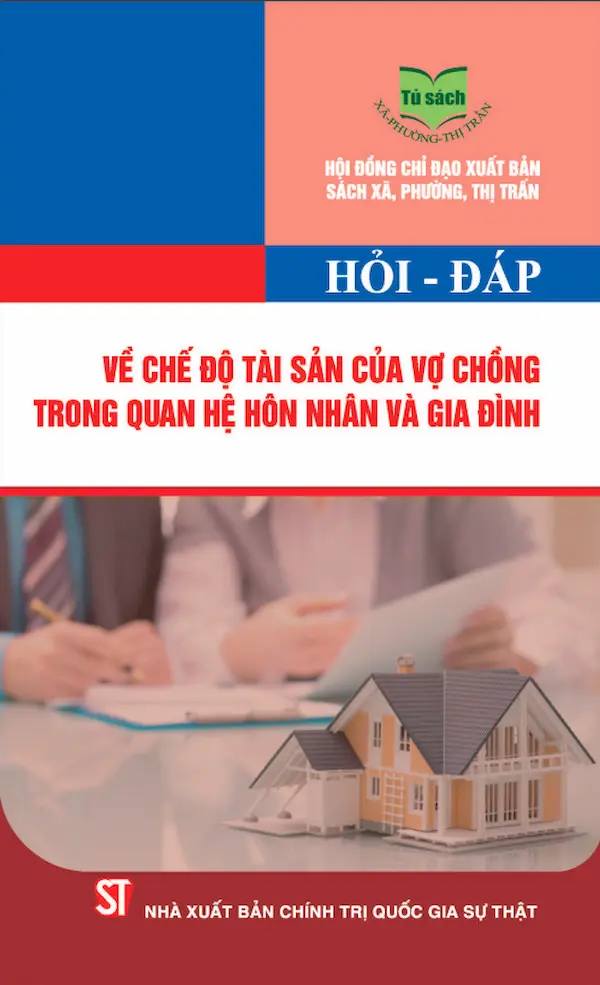 Tủ sách
XÃ-PHƯỜNG-THỊ TRẤN
HỘI ĐỒNG CHỈ ĐẠO XUẤT BẢN
SÁCH XÃ, PHƯỜNG, THỊ TRẤN
HỎI - ĐÁP
VỀ CHẾ ĐỘ TÀI SẢN CỦA VỢ CHỒNG
TRONG QUAN HỆ HÔN NHÂN VÀ GIA ĐÌNH
ST
NHÀ XUẤT BẢN CHÍNH TRỊ QUỐC GIA SỰ THẬT